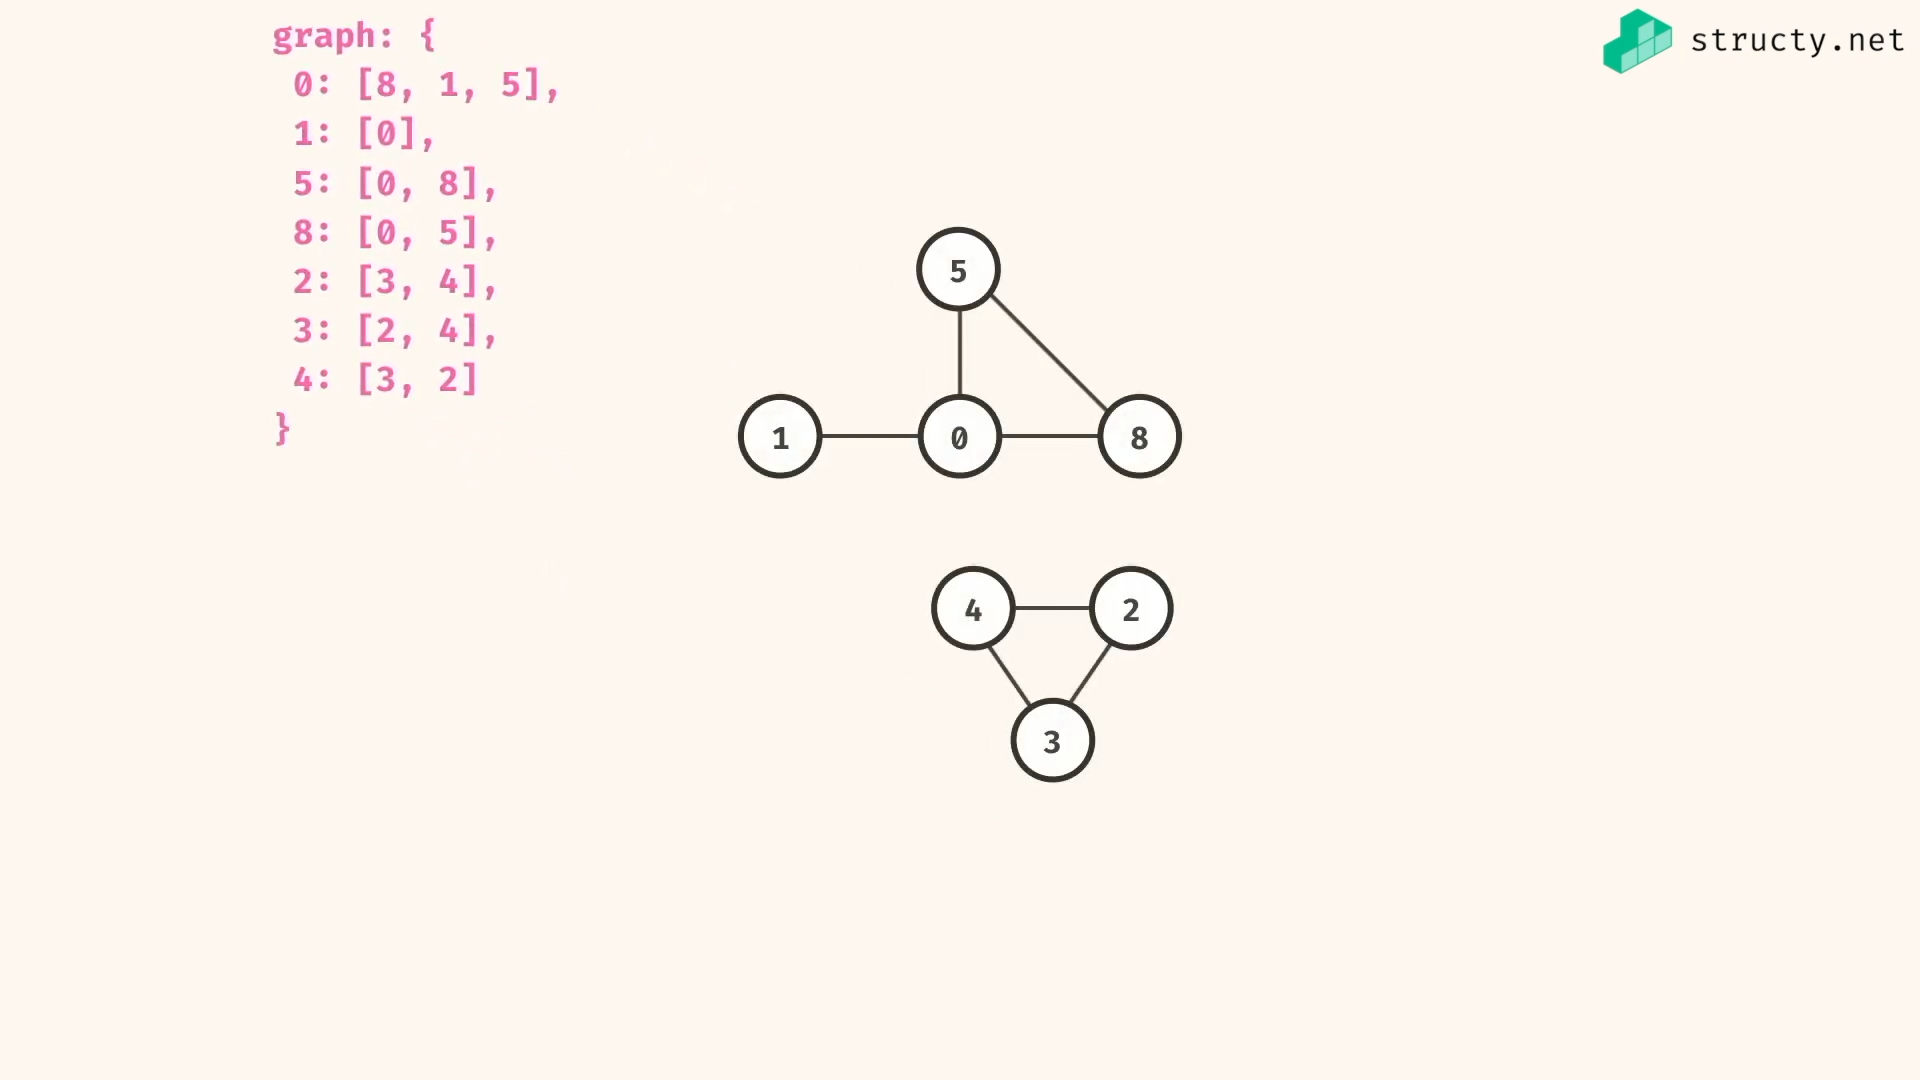 graph: {
0: [8, 1, 5],
1: [0],
5: [0, 8],
8: [0, 5],
2: [3, 4],
3: [2, 4],
4: [3, 2]
}
structy.net
5
1
0
8
4
2
3